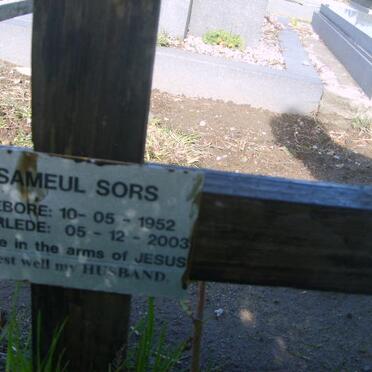 SAMEUL SORS
EBORE: 10-05-1952
RLEDE: 05-12-2003
e in the arms of JESUS
est well my HUSBAND